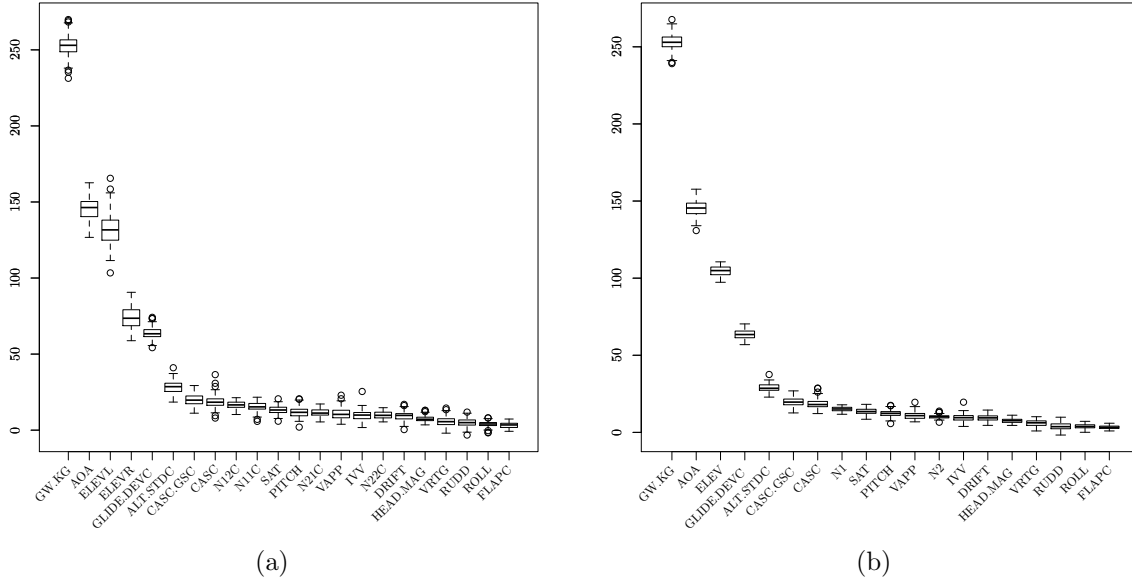 250
200
150
100
50
0
GW.KG
AOA
ELEVL
ELEVR
GLIDE.DEVC
ALT.STDC
CASC.GSC
CASC
N12C
N11C
SAT
PITCH
N21C
VAPP
IVV
N22C
DRIFT
HEAD.MAG
VRTG
RUDD
ROLL
FLAPC
(a)
250
200
150
100
50
0
GW.KG
AOA
ELEV
GLIDE.DEVC
ALT.STDC
CASC.GSC
CASC
N1
SAT
PITCH
VAPP
N2
IVV
DRIFT
HEAD.MAG
VRTG
RUDD
ROLL
FLAPC
(b)